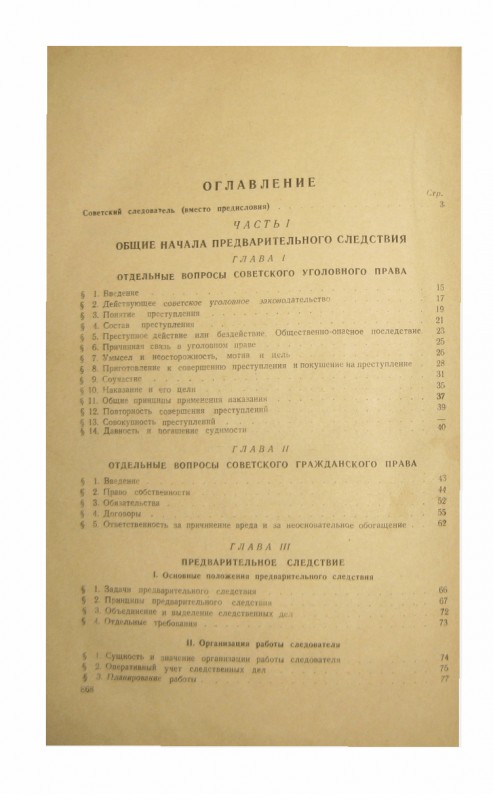 ОГЛАВЛЕНИЕ
Стр.
Советский следователь (вместо предисловия) . 3
ЧАСТЬ I
ОБЩИЕ НАЧАЛА ПРЕДВАРИТЕЛЬНОГО СЛЕДСТВИЯ
ГЛАВА I
ОТДЕЛЬНЫЕ ВОПРОСЫ СОВЕТСКОГО УГОЛОВНОГО ПРАВА
§ 1. Введение 15
§ 2. Действующее советское уголовное законодательство 17
§ 3. Понятие преступления 19
§ 4. Состав преступления 21
§ 5. Преступное действие или бездействие. Общественно-опасное последствие 23
§ 6. Причинная связь в уголовном праве 25
§ 7. Умысел и неосторожность, мотив и цель 26
§ 8. Приготовление к совершению преступления и покушение на преступление 28
§ 9. Соучастие 31
§ 10. Наказание и его цели 35
§ 11. Общие принципы применения наказания 37
§ 12. Повторность совершения преступлений 39
§ 13. Совокупность преступлений —
§ 14. Давность и погашение судимости 40
ГЛАВА II
ОТДЕЛЬНЫЕ ВОПРОСЫ СОВЕТСКОГО ГРАЖДАНСКОГО ПРАВА
§ 1. Введение 43
§ 2. Право собственности 44
§ 3. Обязательства 52
§ 4. Договоры 55
§ 5. Ответственность за причинение вреда и за неосновательное обогащение 62
ГЛАВА III
ПРЕДВАРИТЕЛЬНОЕ СЛЕДСТВИЕ
I. Основные положения предварительного следствия
§ 1. Задачи предварительного следствия 66
§ 2. Принципы предварительного следствия 67
§ 3. Объединение и выделение следственных дел 72
§ 4. Отдельные требования 73
II. Организация работы следователя
§ 1. Сущность и значение организации работы следователя 74
§ 2. Оперативный учет следственных дел 75
§ 3. Планирование работы 77
868